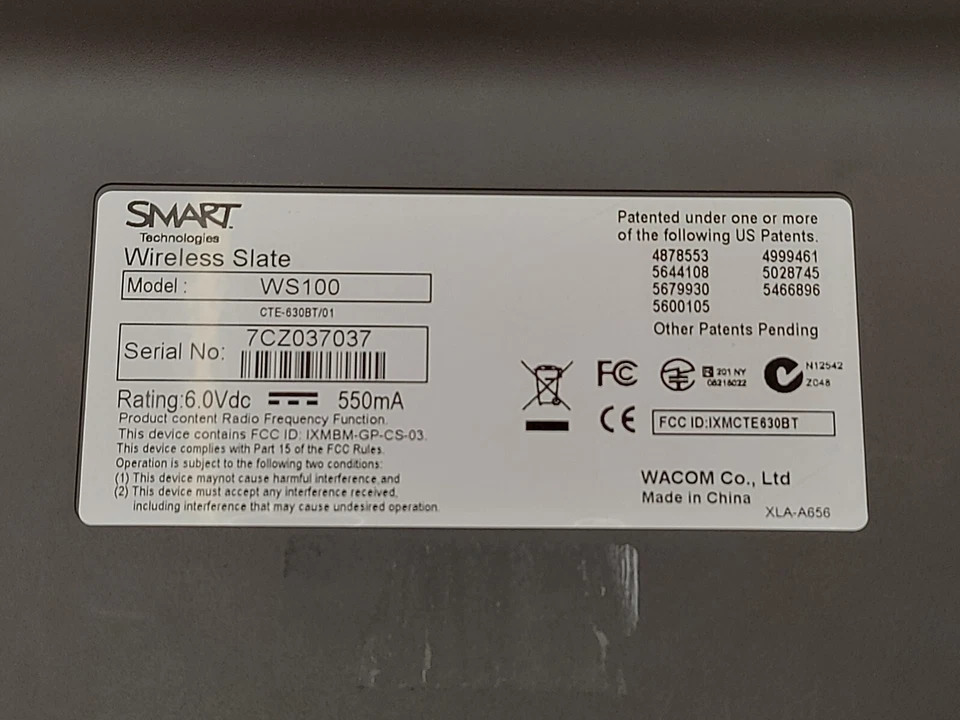 SMART
Technologies
Wireless Slate
Model : WS100
CTE-630BT/01
Serial No: 7CZ037037
Rating:6.0Vdc 550mA
Product content Radio Frequency Function.
This device contains FCC ID: IXMBM-GP-CS-03.
This device complies with Part 15 of the FCC Rules.
Operation is subject to the following two conditions:
(1) This device maynot cause harmful interference,and
(2) This device must accept any interference received,
including interference that may cause undesired operation.
Patented under one or more
of the following US Patents.
4878553 4999461
5644108 5028745
5679930 5466896
5600105
Other Patents Pending
FC
R 201 NY
08216022
N12542
Z048
CE
FCC ID:IXMCTE630BT
WACOM Co., Ltd
Made in China
XLA-A656